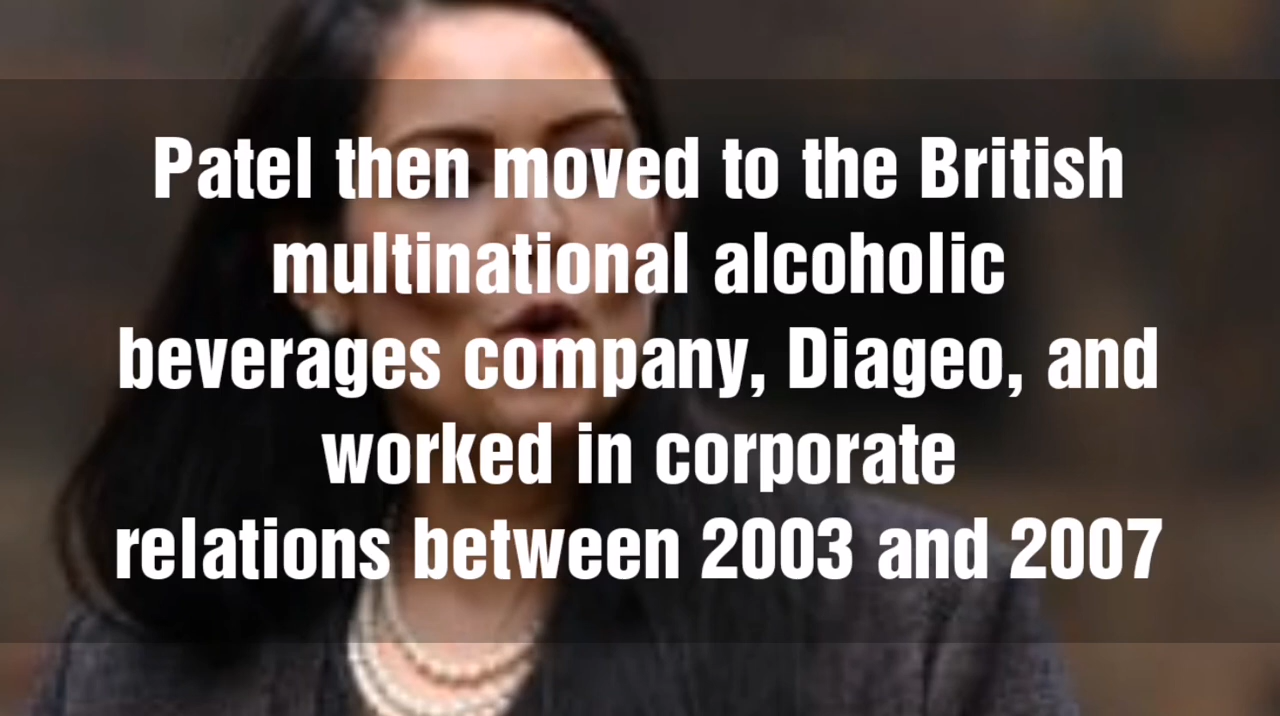 Patel then moved to the British
multinational alcoholic
beverages company, Diageo, and
worked in corporate
relations between 2003 and 2007